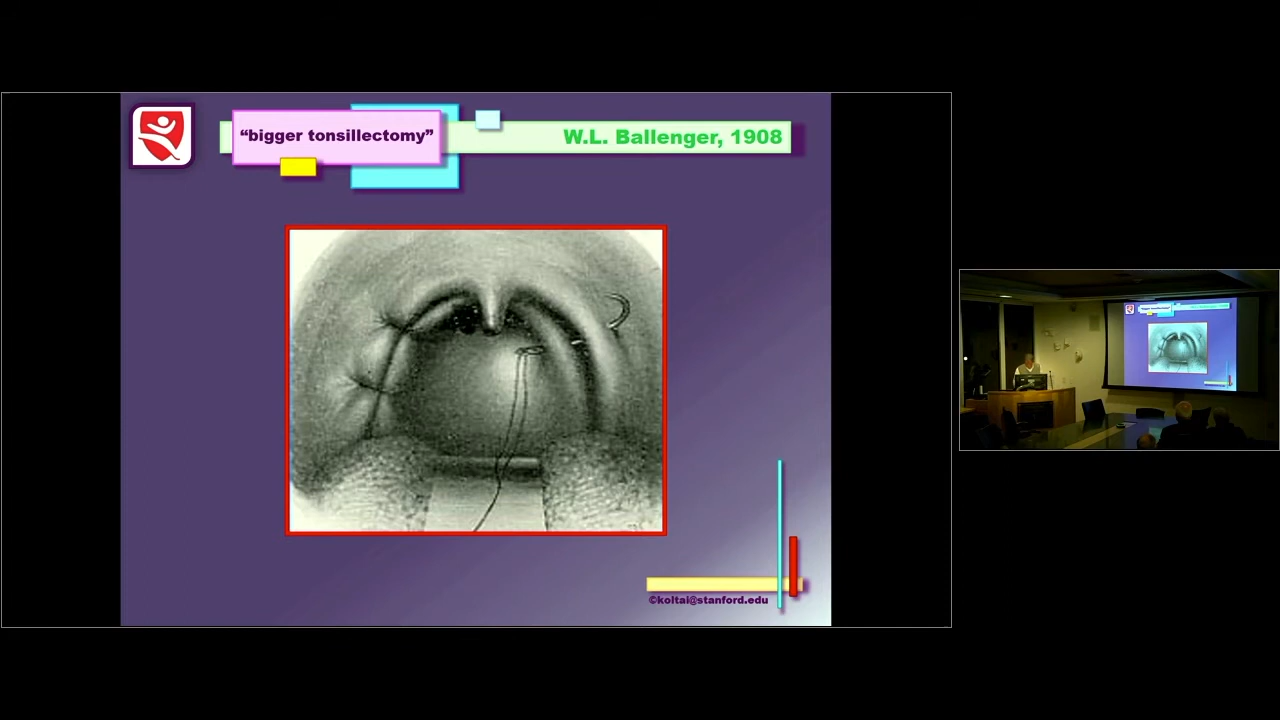 “bigger tonsillectomy”
W.L. Ballenger, 1908
©koltai@stanford.edu